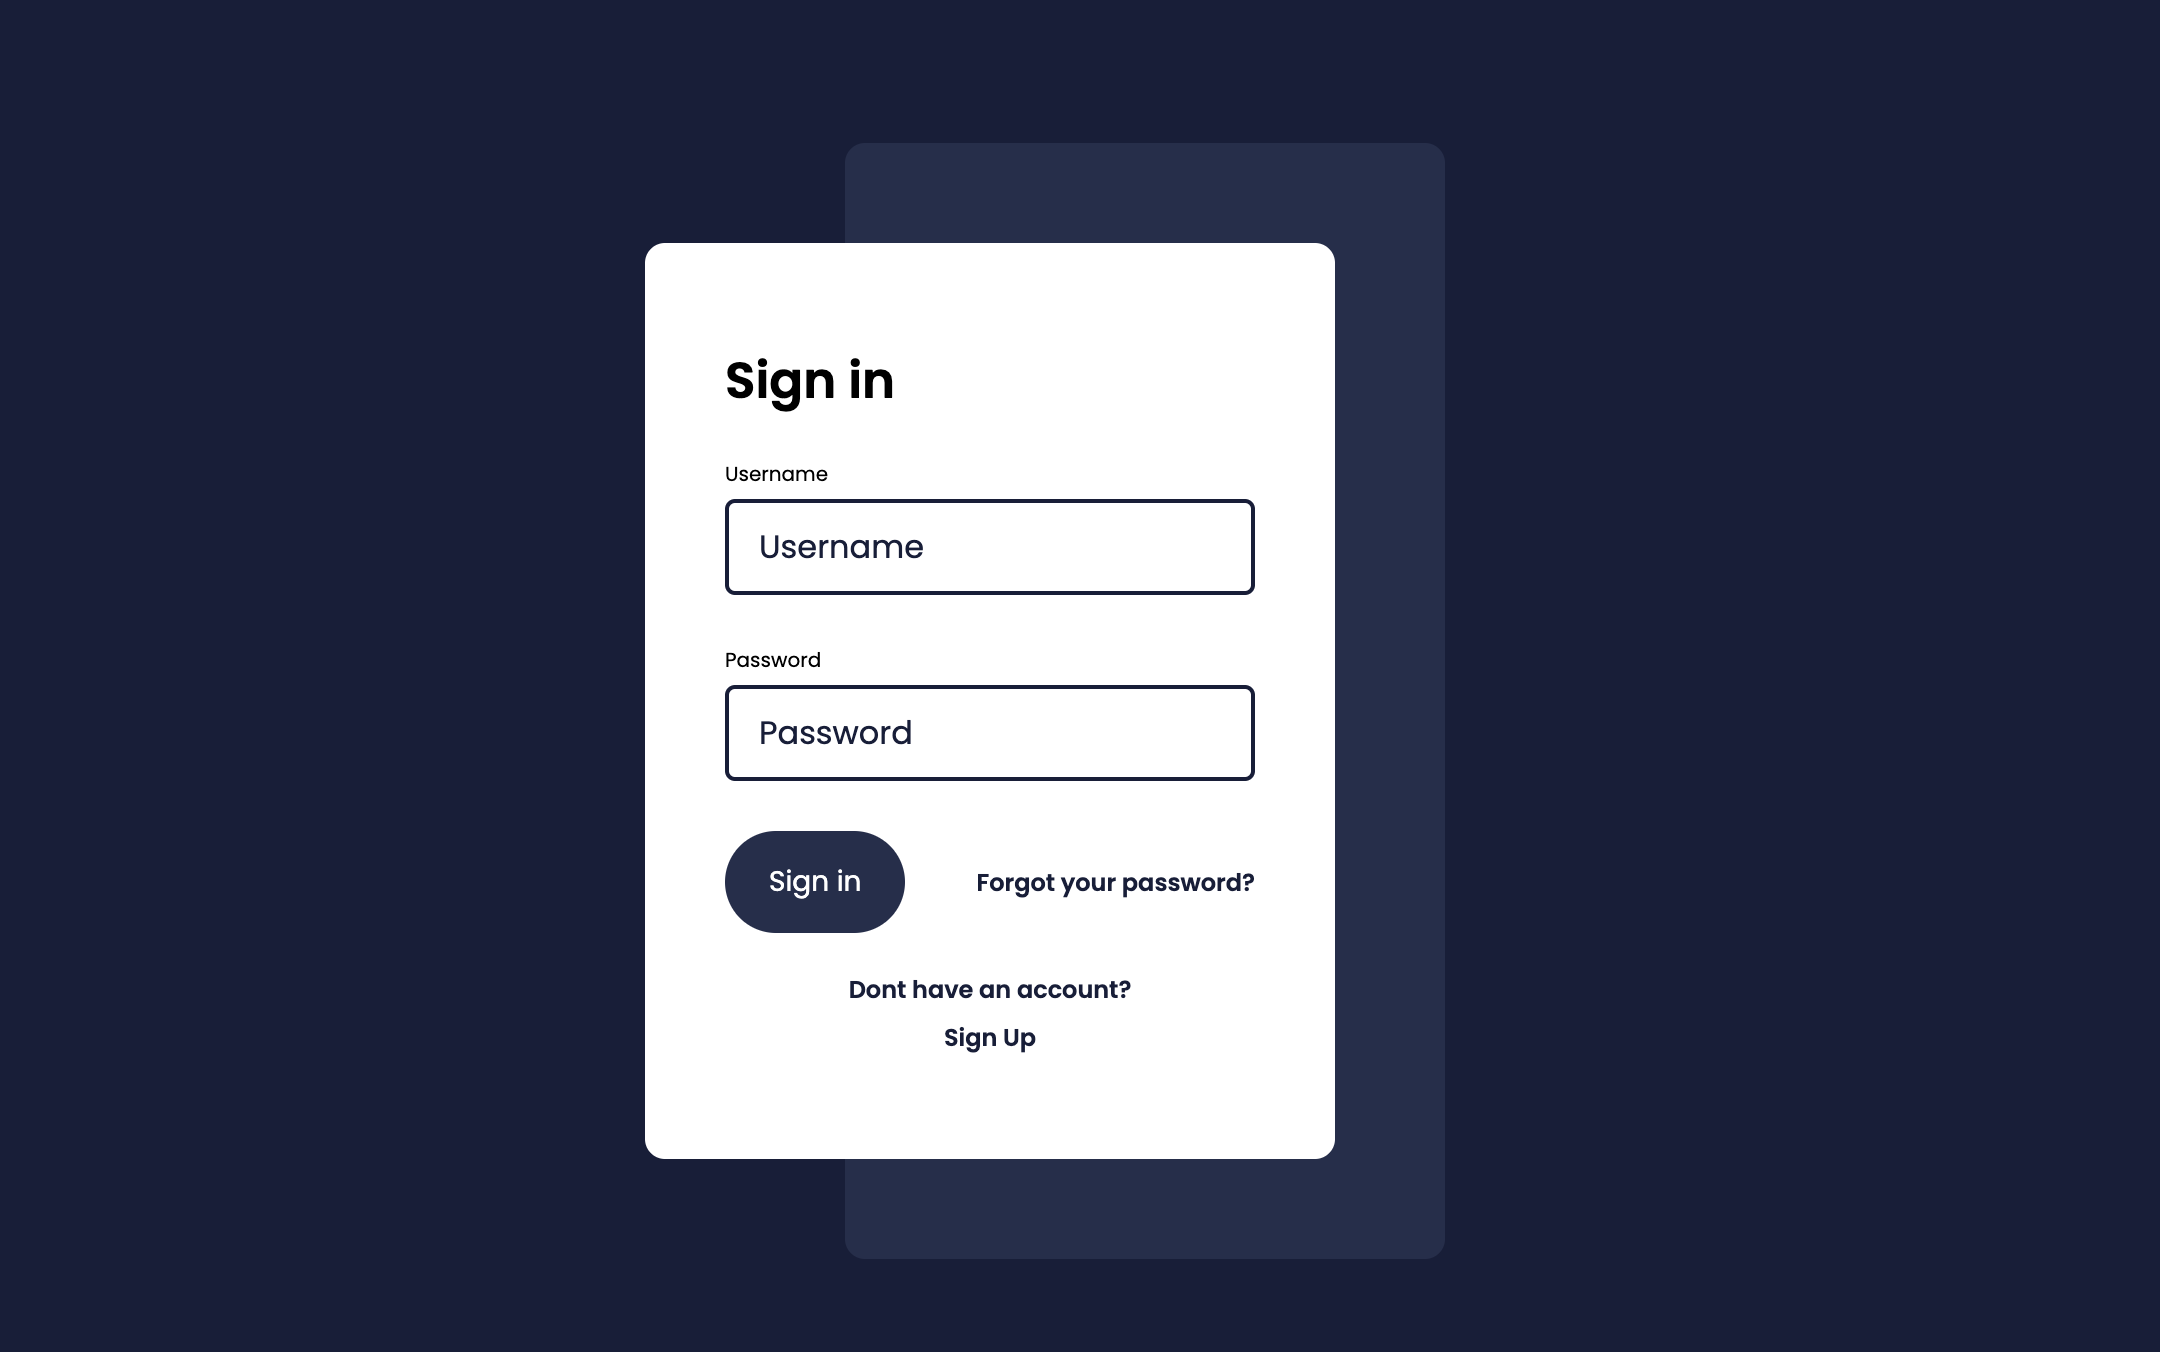 Sign in
Username
Username
Password
Password
Sign in
Forgot your password?
Dont have an account?
Sign Up